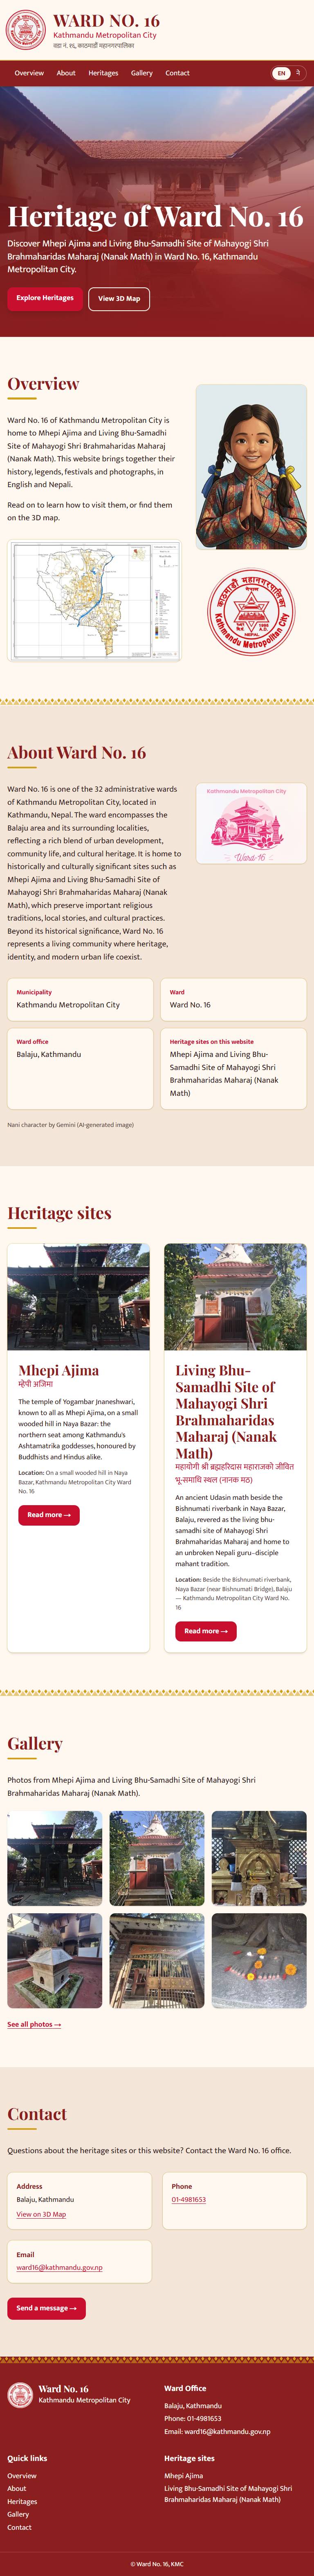 WARD NO. 16
Kathmandu Metropolitan City
वडा नं. १६, काठमाडौं महानगरपालिका
Overview About Heritages Gallery Contact EN ने
Heritage of Ward No. 16
Discover Mhepi Ajima and Living Bhu-Samadhi Site of Mahayogi Shri
Brahmaharidas Maharaj (Nanak Math) in Ward No. 16, Kathmandu
Metropolitan City.
Explore Heritages View 3D Map
Overview
Ward No. 16 of Kathmandu Metropolitan City is
home to Mhepi Ajima and Living Bhu-Samadhi
Site of Mahayogi Shri Brahmaharidas Maharaj
(Nanak Math). This website brings together their
history, legends, festivals and photographs, in
English and Nepali.
Read on to learn how to visit them, or find them
on the 3D map.
काठमाडौं महानगरपालिका
Kathmandu Metropolitan City
NEPAL
About Ward No. 16
Ward No. 16 is one of the 32 administrative wards
of Kathmandu Metropolitan City, located in
Kathmandu, Nepal. The ward encompasses the
Balaju area and its surrounding localities,
reflecting a rich blend of urban development,
community life, and cultural heritage. It is home to
historically and culturally significant sites such as
Mhepi Ajima and Living Bhu-Samadhi Site of
Mahayogi Shri Brahmaharidas Maharaj (Nanak
Math), which preserve important religious
traditions, local stories, and cultural practices.
Beyond its historical significance, Ward No. 16
represents a living community where heritage,
identity, and modern urban life coexist.
Kathmandu Metropolitan City
Ward-16
Municipality
Kathmandu Metropolitan City
Ward
Ward No. 16
Ward office
Balaju, Kathmandu
Heritage sites on this website
Mhepi Ajima and Living Bhu-
Samadhi Site of Mahayogi Shri
Brahmaharidas Maharaj (Nanak
Math)
Nani character by Gemini (AI-generated image)
Heritage sites
Mhepi Ajima
म्हेपी अजिमा
The temple of Yogambar Jnaneshwari,
known to all as Mhepi Ajima, on a small
wooded hill in Naya Bazar: the
northern seat among Kathmandu's
Ashtamatrika goddesses, honoured by
Buddhists and Hindus alike.
Location: On a small wooded hill in Naya
Bazar, Kathmandu Metropolitan City Ward
No. 16
Read more →
Living Bhu-
Samadhi Site of
Mahayogi Shri
Brahmaharidas
Maharaj (Nanak
Math)
महायोगी श्री ब्रह्महरिदास महाराजको जीवित
भू-समाधि स्थल (नानक मठ)
An ancient Udasin math beside the
Bishnumati riverbank in Naya Bazar,
Balaju, revered as the living bhu-
samadhi site of Mahayogi Shri
Brahmaharidas Maharaj and home to
an unbroken Nepali guru–disciple
mahant tradition.
Location: Beside the Bishnumati riverbank,
Naya Bazar (near Bishnumati Bridge), Balaju
— Kathmandu Metropolitan City Ward No.
16
Read more →
Gallery
Photos from Mhepi Ajima and Living Bhu-Samadhi Site of Mahayogi Shri
Brahmaharidas Maharaj (Nanak Math).
See all photos →
Contact
Questions about the heritage sites or this website? Contact the Ward No. 16 office.
Address
Balaju, Kathmandu
View on 3D Map
Phone
01-4981653
Email
ward16@kathmandu.gov.np
Send a message →
Ward No. 16
Kathmandu Metropolitan City
Ward Office
Balaju, Kathmandu
Phone: 01-4981653
Email: ward16@kathmandu.gov.np
Quick links
Overview
About
Heritages
Gallery
Contact
Heritage sites
Mhepi Ajima
Living Bhu-Samadhi Site of Mahayogi Shri
Brahmaharidas Maharaj (Nanak Math)
© Ward No. 16, KMC